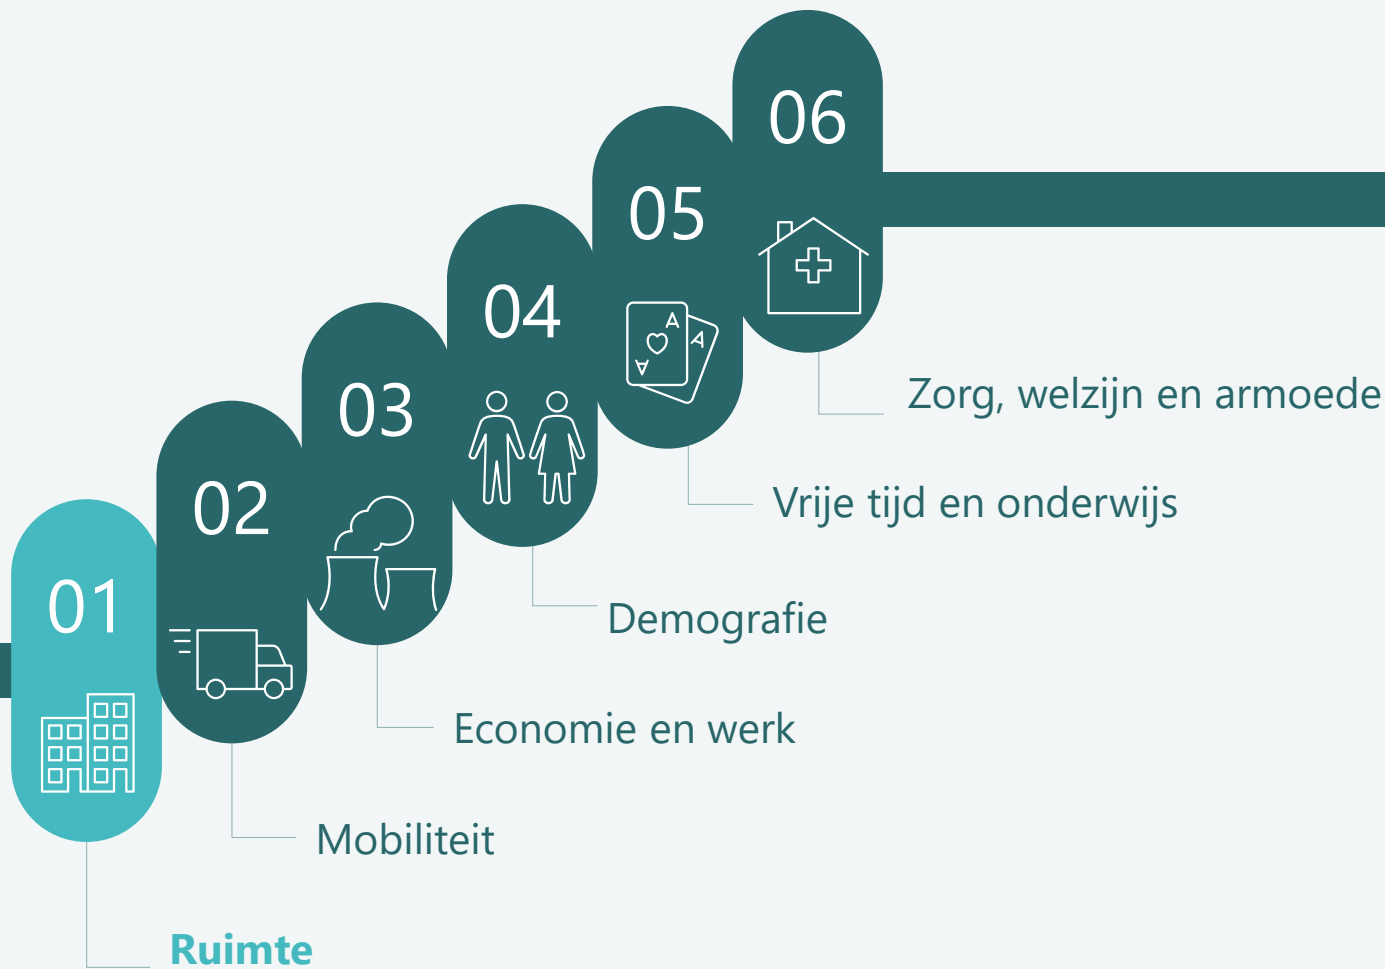 06
05
04
03
02
01
A
A
A
Zorg, welzijn en armoede
Vrije tijd en onderwijs
Demografie
Economie en werk
Mobiliteit
Ruimte